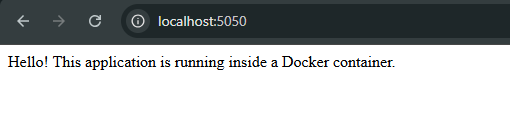 localhost:5050
Hello! This application is running inside a Docker container.